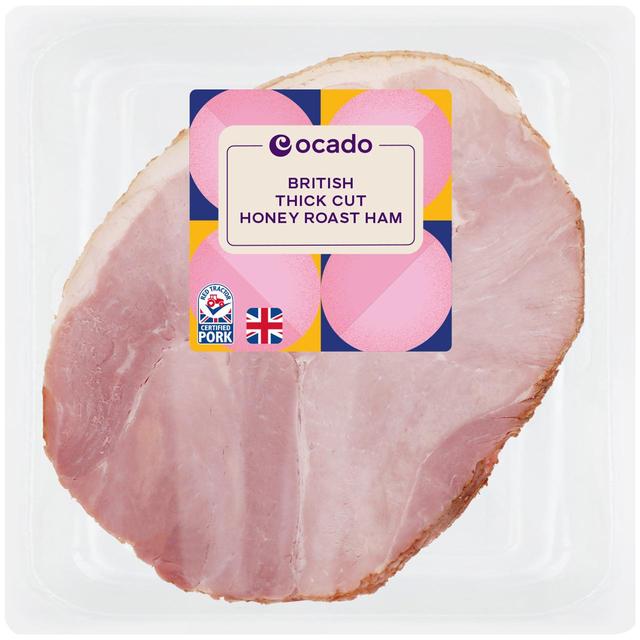 ocado
BRITISH
THICK CUT
HONEY ROAST HAM
RED TRACTOR
CERTIFIED
PORK